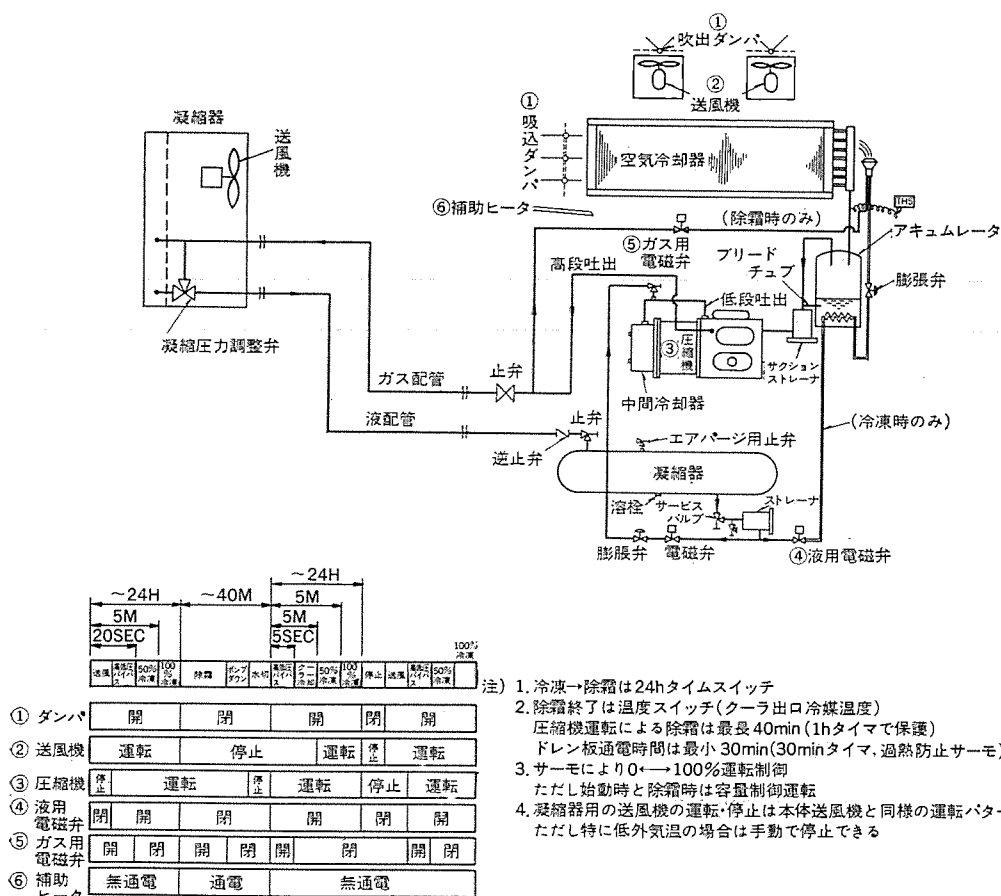 ①
吹出ダンパ
②
送風機
凝縮器
送風機
①
吸込ダンパ
空気冷却器
THS
⑥補助ヒータ
(除霜時のみ)
アキュムレータ
⑤ガス用
電磁弁
ブリード
チュブ
高段吐出
膨張弁
低段吐出
③圧縮機
凝縮圧力調整弁
サクション
ストレーナ
ガス配管
止弁
中間冷却器
液配管
止弁
(冷凍時のみ)
逆止弁
エアパージ用止弁
凝縮器
溶栓
サービス
バルブ
ストレーナ
膨脹弁
電磁弁
④液用電磁弁
~24H
~24H
~40M
5M
5M
5M
20SEC
5SEC
100%冷凍
送風
50%冷凍
100%冷凍
除霜
ポンプダウン
水切
クーラー冷却
50%冷凍
100%冷凍
停止
送風
50%冷凍
① ダンパ 開 閉 開 閉 開
② 送風機 運転 停止 運転 停止 運転
③ 圧縮機 停止 運転 停止 運転 停止 運転
④ 液用
電磁弁 閉 開 閉 開 閉 開
⑤ ガス用
電磁弁 開 閉 開 閉 開 閉 開 閉
⑥ 補助
ヒータ 無通電 通電 無通電
注) 1. 冷凍→除霜は24hタイムスイッチ
2. 除霜終了は温度スイッチ(クーラ出口冷媒温度)
圧縮機運転による除霜は最長40min(1hタイマで保護)
ドレン板通電時間は最小30min(30minタイマ,過熱防止サーモ)
3. サーモにより0←→100%運転制御
ただし始動時と除霜時は容量制御運転
4. 凝縮器用の送風機の運転・停止は本体送風機と同様の運転パター
ただし特に低外気温の場合は手動で停止できる